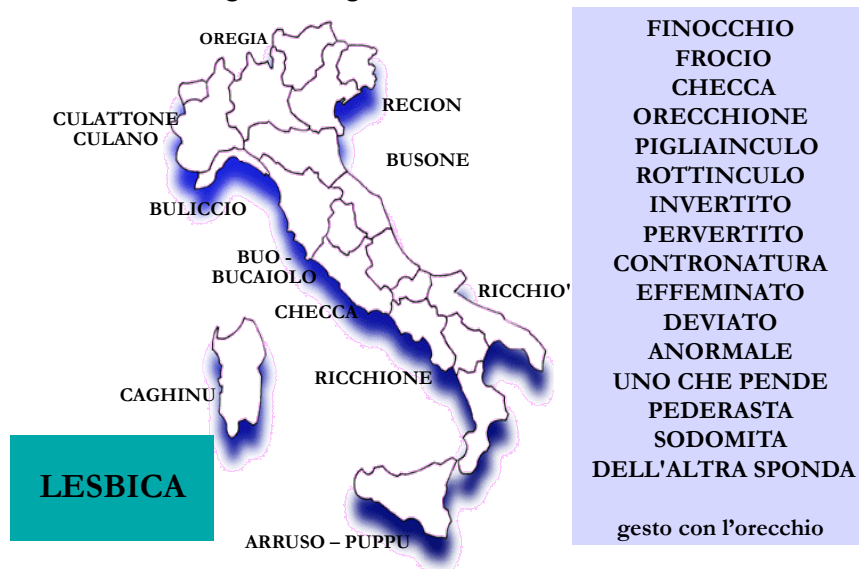 OREGIA
RECION
CULATTONE
CULANO
BUSONE
BULICCIO
BUO -
BUCAIOLO
RICCHIO'
CHECCA
RICCHIONE
CAGHINU
LESBICA
ARRUSO – PUPPU
FINOCCHIO
FROCIO
CHECCA
ORECCHIONE
PIGLIAINCULO
ROTTINCULO
INVERTITO
PERVERTITO
CONTRONATURA
EFFEMINATO
DEVIATO
ANORMALE
UNO CHE PENDE
PEDERASTA
SODOMITA
DELL'ALTRA SPONDA
gesto con l'orecchio